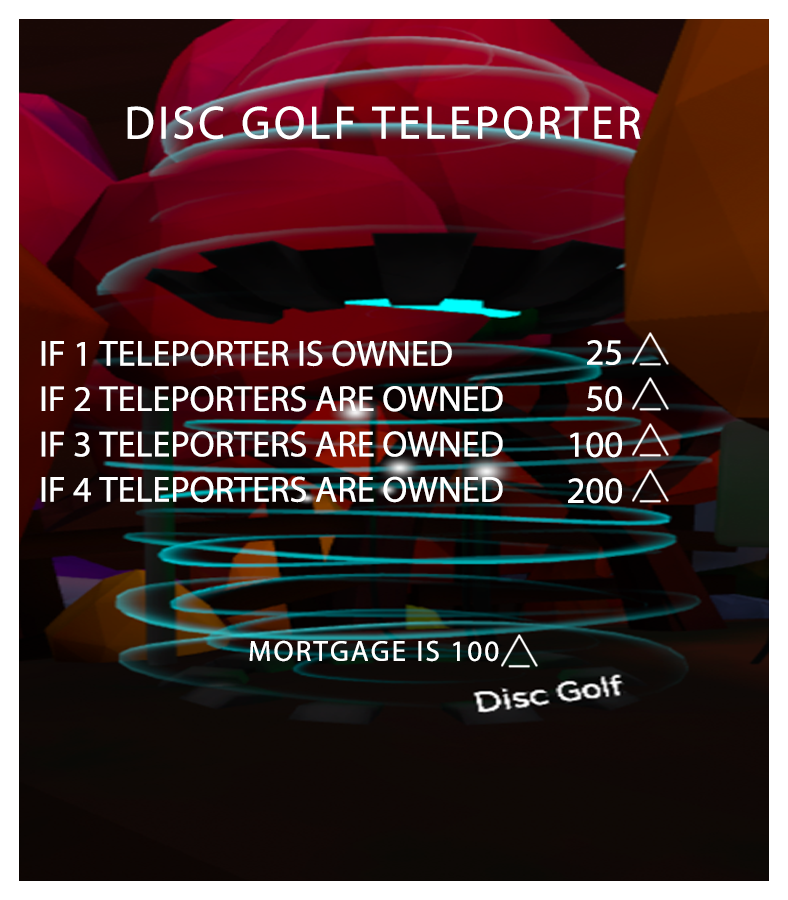 DISC GOLF TELEPORTER
IF 1 TELEPORTER IS OWNED 25
IF 2 TELEPORTERS ARE OWNED 50
IF 3 TELEPORTERS ARE OWNED 100
IF 4 TELEPORTERS ARE OWNED 200
MORTGAGE IS 100
Disc Golf